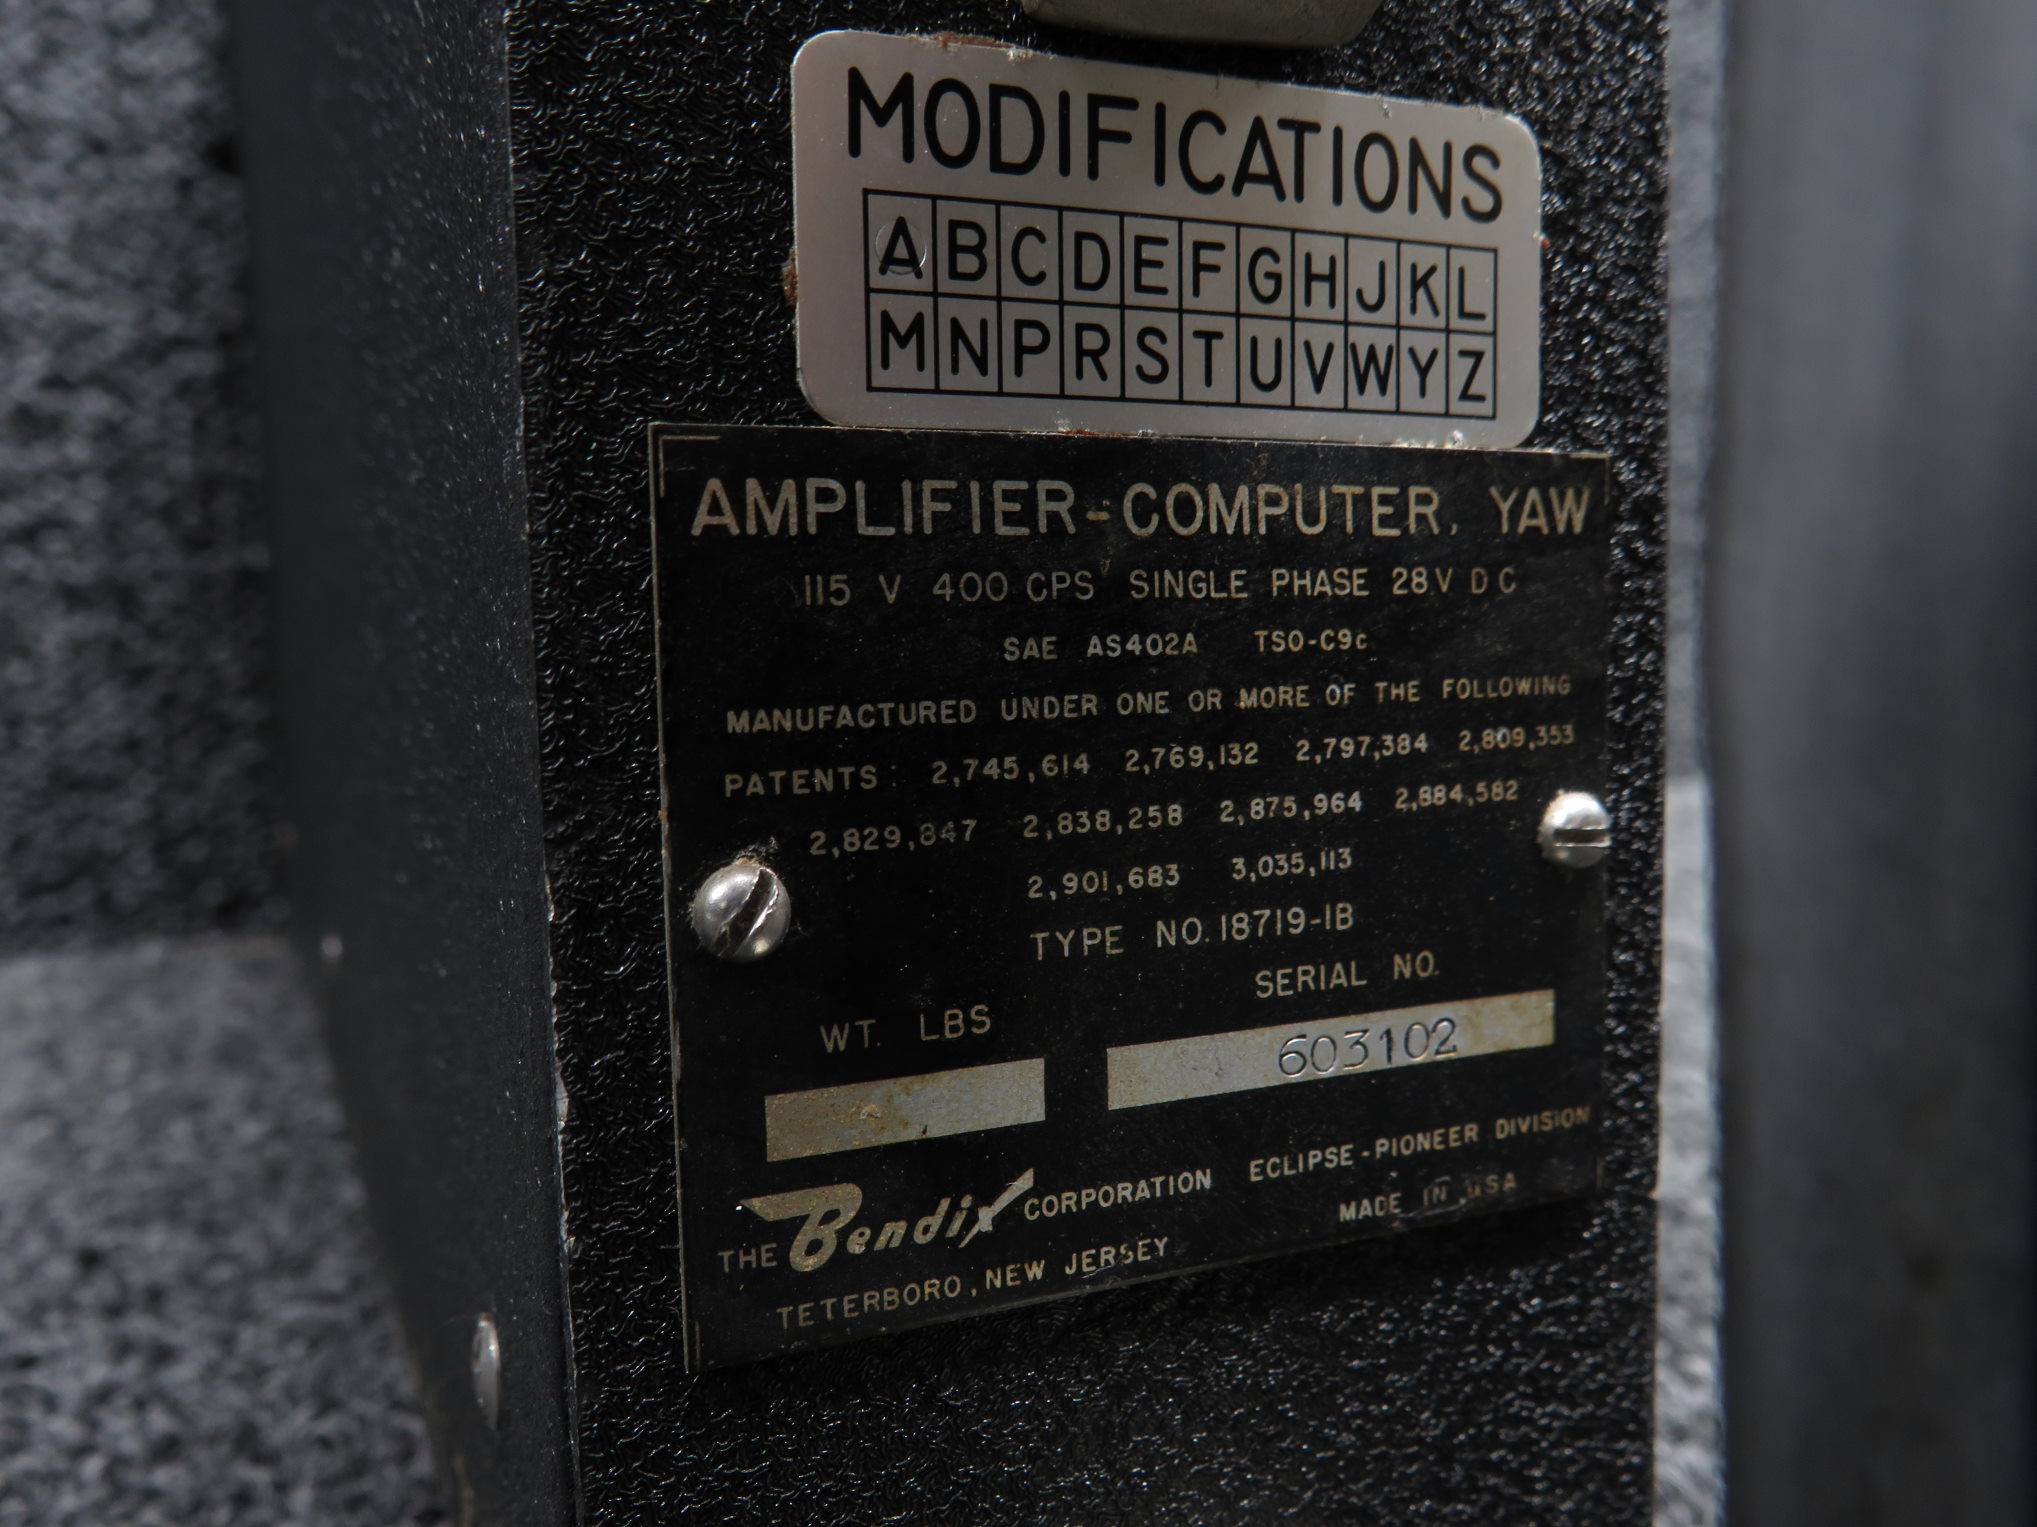 MODIFICATIONS
A B C D E F G H J K L
M N P R S T U V W Y Z
AMPLIFIER-COMPUTER, YAW
115 V 400 CPS SINGLE PHASE 28 V DC
SAE AS402A TSO-C9c
MANUFACTURED UNDER ONE OR MORE OF THE FOLLOWING
PATENTS: 2,745,614 2,769,132 2,797,384 2,809,353
2,829,847 2,838,258 2,875,964 2,884,582
2,901,683 3,035,113
TYPE NO. 18719-1B
WT. LBS SERIAL NO.
603102
THE Bendix CORPORATION ECLIPSE-PIONEER DIVISION
TETERBORO, NEW JERSEY MADE IN USA